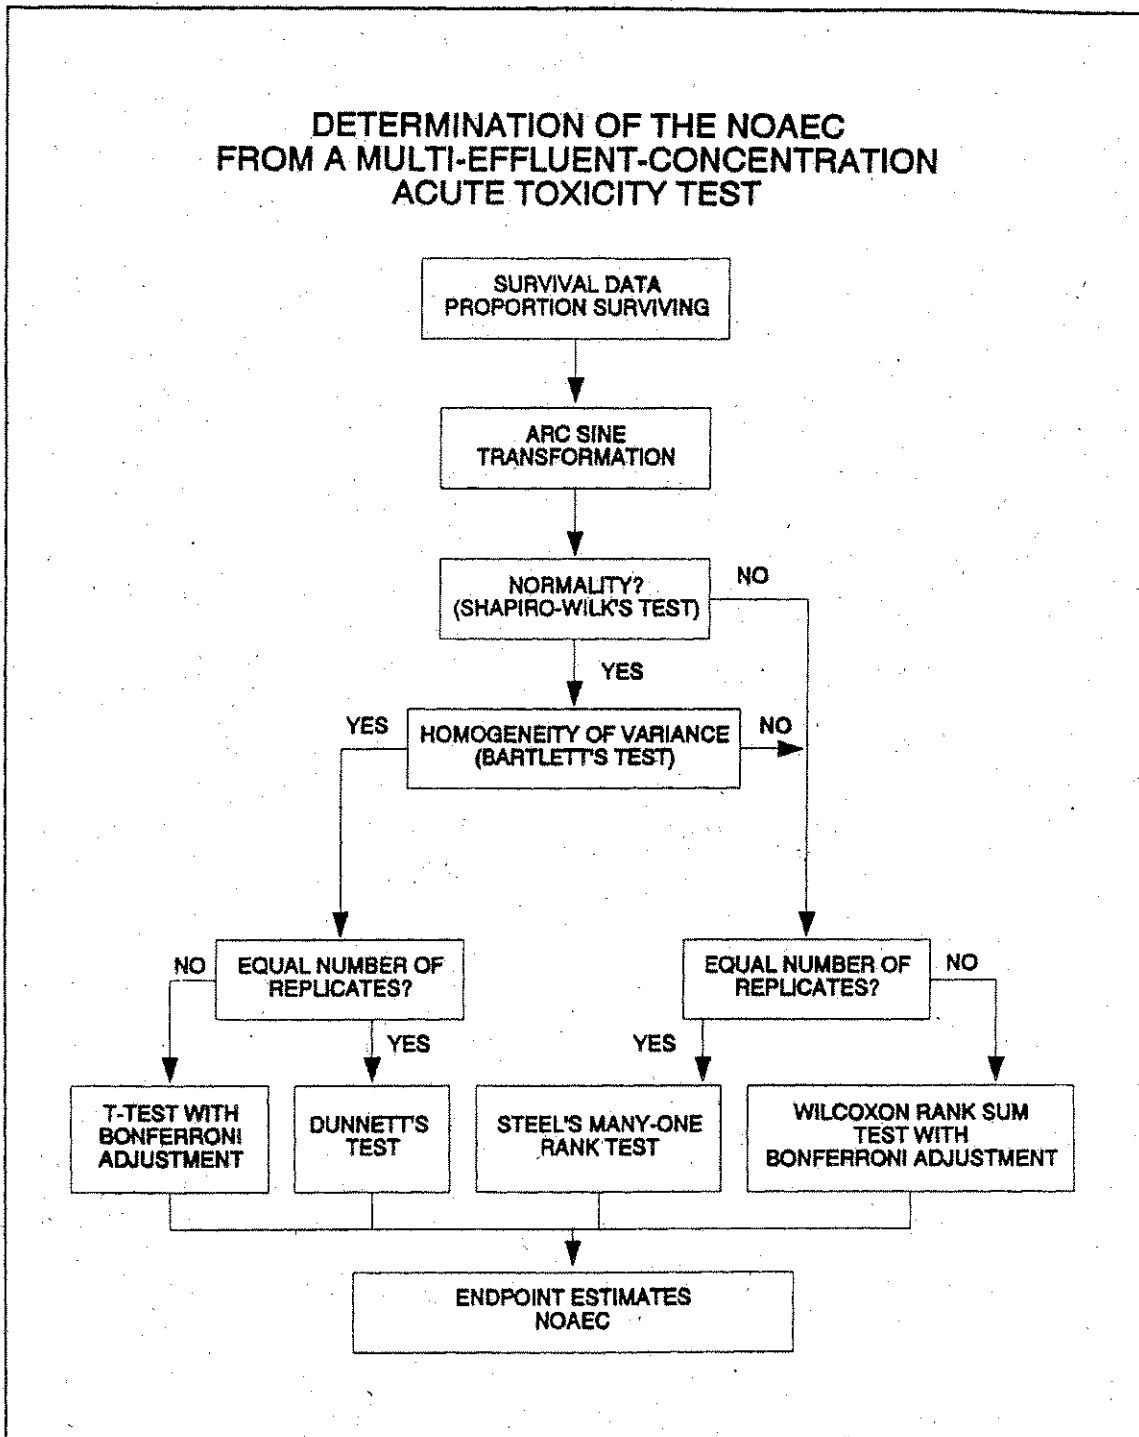 DETERMINATION OF THE NOAEC
FROM A MULTI-EFFLUENT-CONCENTRATION
ACUTE TOXICITY TEST
SURVIVAL DATA
PROPORTION SURVIVING
ARC SINE
TRANSFORMATION
NORMALITY?
(SHAPIRO-WILK'S TEST)
NO
YES
YES
HOMOGENEITY OF VARIANCE
(BARTLETT'S TEST)
NO
NO
EQUAL NUMBER OF
REPLICATES?
YES
EQUAL NUMBER OF
REPLICATES?
NO
YES
T-TEST WITH
BONFERRONI
ADJUSTMENT
DUNNETT'S
TEST
STEEL'S MANY-ONE
RANK TEST
WILCOXON RANK SUM
TEST WITH
BONFERRONI ADJUSTMENT
ENDPOINT ESTIMATES
NOAEC